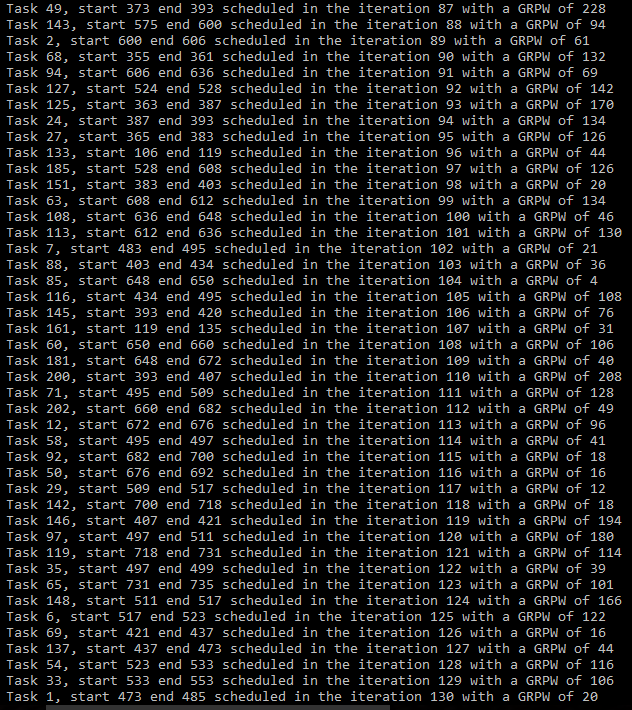 Task 49, start 373 end 393 scheduled in the iteration 87 with a GRPW of 228
Task 143, start 575 end 600 scheduled in the iteration 88 with a GRPW of 94
Task 2, start 600 end 606 scheduled in the iteration 89 with a GRPW of 61
Task 68, start 355 end 361 scheduled in the iteration 90 with a GRPW of 132
Task 94, start 606 end 636 scheduled in the iteration 91 with a GRPW of 69
Task 127, start 524 end 528 scheduled in the iteration 92 with a GRPW of 142
Task 125, start 363 end 387 scheduled in the iteration 93 with a GRPW of 170
Task 24, start 387 end 393 scheduled in the iteration 94 with a GRPW of 134
Task 27, start 365 end 383 scheduled in the iteration 95 with a GRPW of 126
Task 133, start 106 end 119 scheduled in the iteration 96 with a GRPW of 44
Task 185, start 528 end 608 scheduled in the iteration 97 with a GRPW of 126
Task 151, start 383 end 403 scheduled in the iteration 98 with a GRPW of 20
Task 63, start 608 end 612 scheduled in the iteration 99 with a GRPW of 134
Task 108, start 636 end 648 scheduled in the iteration 100 with a GRPW of 46
Task 113, start 612 end 636 scheduled in the iteration 101 with a GRPW of 130
Task 7, start 483 end 495 scheduled in the iteration 102 with a GRPW of 21
Task 88, start 403 end 434 scheduled in the iteration 103 with a GRPW of 36
Task 85, start 648 end 650 scheduled in the iteration 104 with a GRPW of 4
Task 116, start 434 end 495 scheduled in the iteration 105 with a GRPW of 108
Task 145, start 393 end 420 scheduled in the iteration 106 with a GRPW of 76
Task 161, start 119 end 135 scheduled in the iteration 107 with a GRPW of 31
Task 60, start 650 end 660 scheduled in the iteration 108 with a GRPW of 106
Task 181, start 648 end 672 scheduled in the iteration 109 with a GRPW of 40
Task 200, start 393 end 407 scheduled in the iteration 110 with a GRPW of 208
Task 71, start 495 end 509 scheduled in the iteration 111 with a GRPW of 128
Task 202, start 660 end 682 scheduled in the iteration 112 with a GRPW of 49
Task 12, start 672 end 676 scheduled in the iteration 113 with a GRPW of 96
Task 58, start 495 end 497 scheduled in the iteration 114 with a GRPW of 41
Task 92, start 682 end 700 scheduled in the iteration 115 with a GRPW of 18
Task 50, start 676 end 692 scheduled in the iteration 116 with a GRPW of 16
Task 29, start 509 end 517 scheduled in the iteration 117 with a GRPW of 12
Task 142, start 700 end 718 scheduled in the iteration 118 with a GRPW of 18
Task 146, start 407 end 421 scheduled in the iteration 119 with a GRPW of 194
Task 97, start 497 end 511 scheduled in the iteration 120 with a GRPW of 180
Task 119, start 718 end 731 scheduled in the iteration 121 with a GRPW of 114
Task 35, start 497 end 499 scheduled in the iteration 122 with a GRPW of 39
Task 65, start 731 end 735 scheduled in the iteration 123 with a GRPW of 101
Task 148, start 511 end 517 scheduled in the iteration 124 with a GRPW of 166
Task 6, start 517 end 523 scheduled in the iteration 125 with a GRPW of 122
Task 69, start 421 end 437 scheduled in the iteration 126 with a GRPW of 16
Task 137, start 437 end 473 scheduled in the iteration 127 with a GRPW of 44
Task 54, start 523 end 533 scheduled in the iteration 128 with a GRPW of 116
Task 33, start 533 end 553 scheduled in the iteration 129 with a GRPW of 106
Task 1, start 473 end 485 scheduled in the iteration 130 with a GRPW of 20